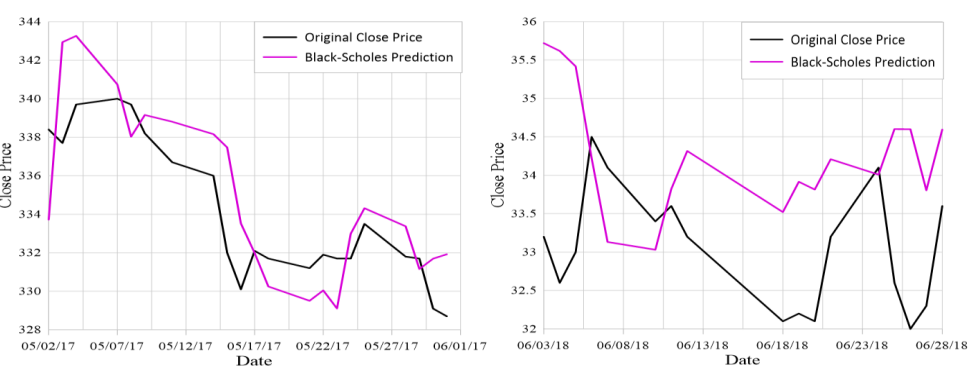 344
342
340
338
336
334
332
330
328
Close Price
Original Close Price
Black-Scholes Prediction
05/02/17 05/07/17 05/12/17 05/17/17 05/22/17 05/27/17 06/01/17
Date
36
35.5
35
34.5
34
33.5
33
32.5
32
Close Price
Original Close Price
Black-Scholes Prediction
06/03/18 06/08/18 06/13/18 06/18/18 06/23/18 06/28/18
Date